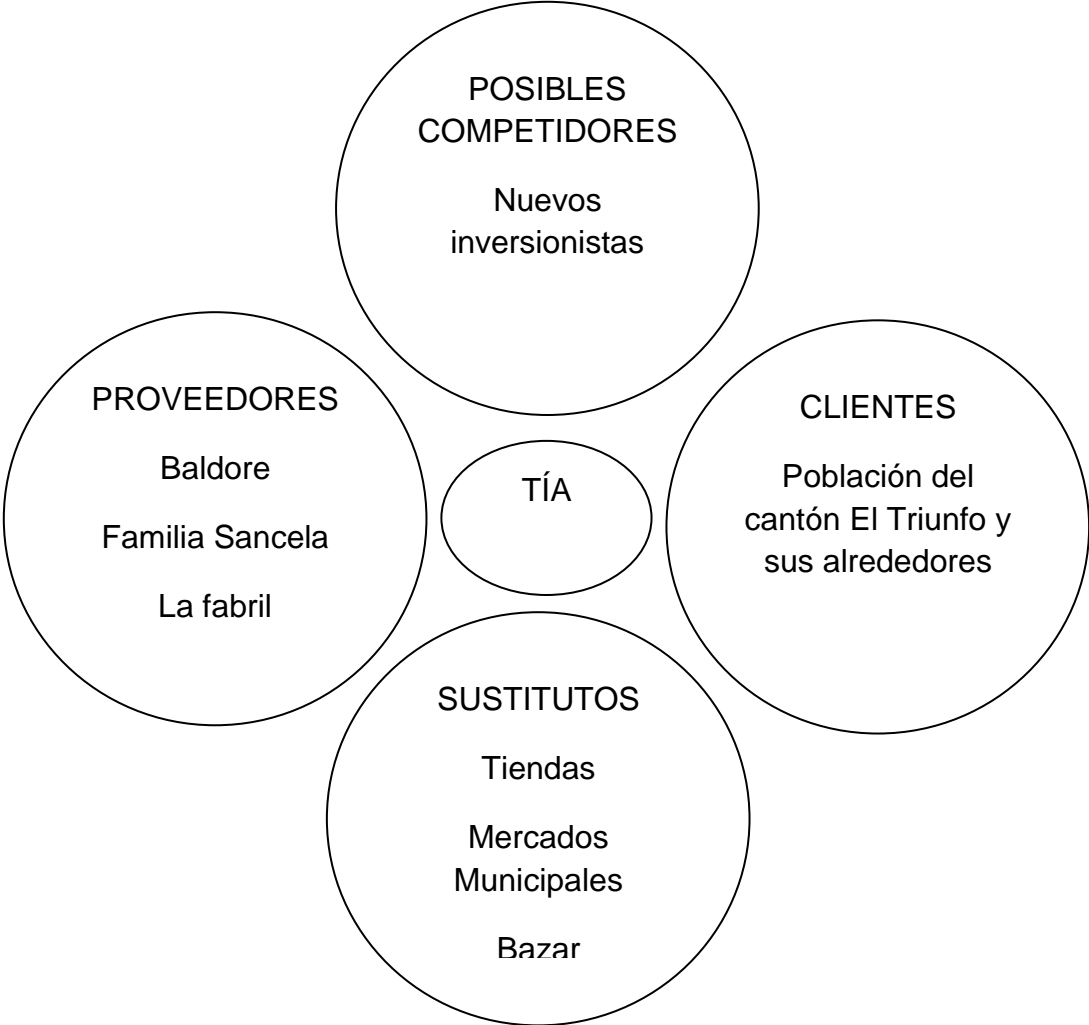 POSIBLES
COMPETIDORES
Nuevos
inversionistas
PROVEEDORES
Baldore
Familia Sancela
La fabril
TÍA
CLIENTES
Población del
cantón El Triunfo y
sus alrededores
SUSTITUTOS
Tiendas
Mercados
Municipales
Bazar